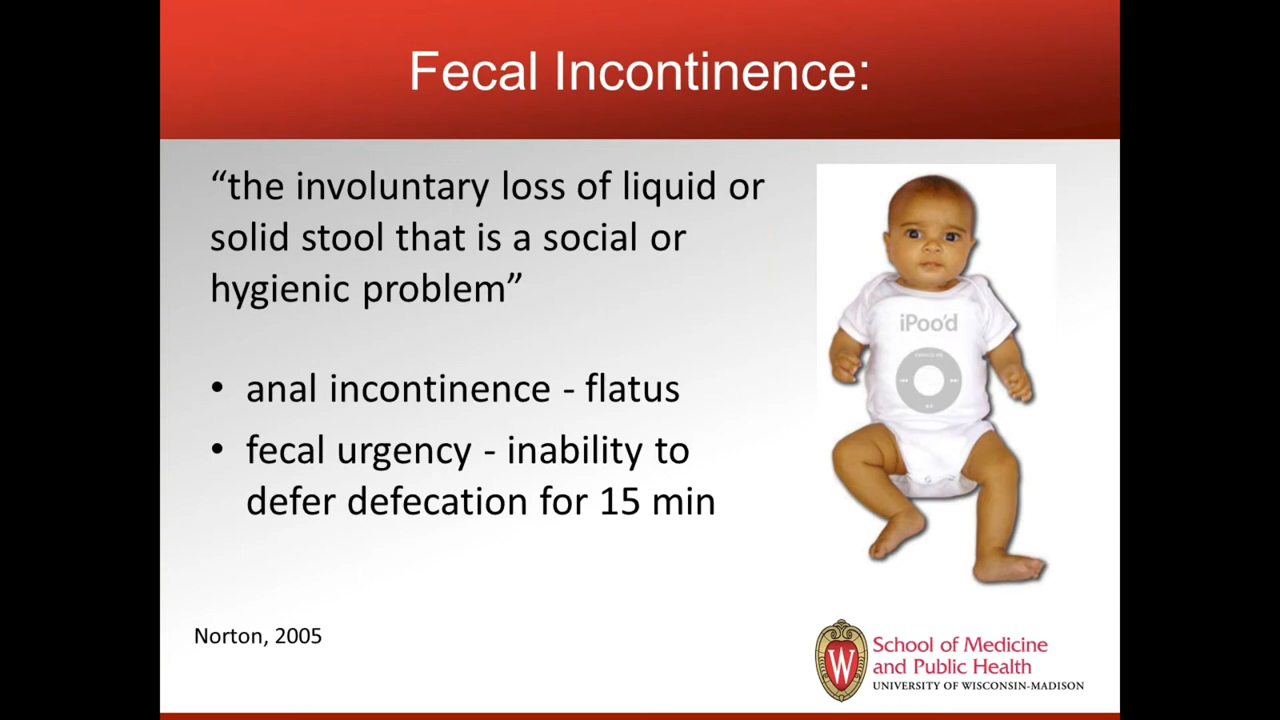 Fecal Incontinence:
“the involuntary loss of liquid or
solid stool that is a social or
hygienic problem”
• anal incontinence - flatus
• fecal urgency - inability to
defer defecation for 15 min
iPoo'd
Norton, 2005
W
School of Medicine
and Public Health
UNIVERSITY OF WISCONSIN-MADISON